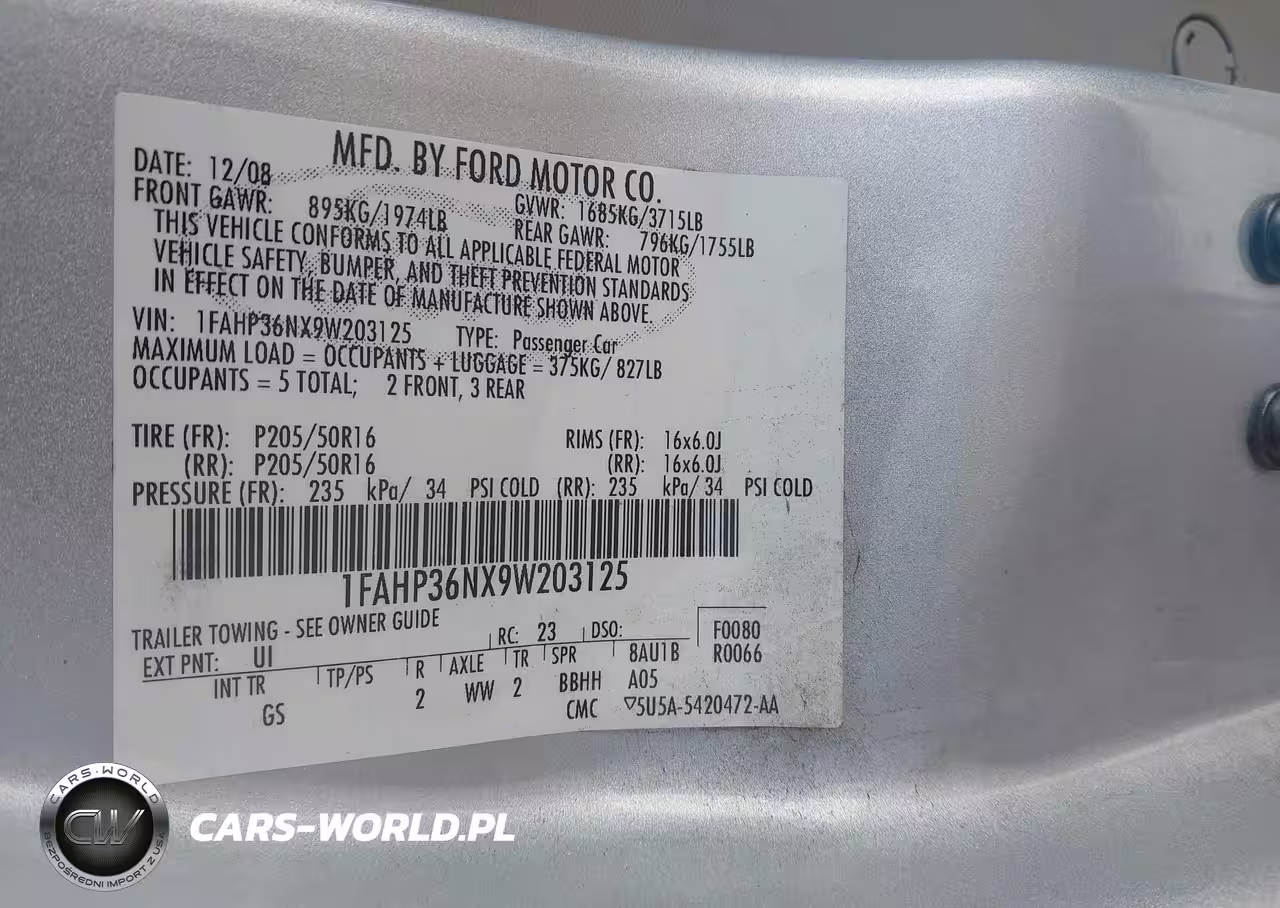 MFD. BY FORD MOTOR CO.
DATE: 12/08
FRONT GAWR: 895KG/1974LB GVWR: 1685KG/3715LB
REAR GAWR: 796KG/1755LB
THIS VEHICLE CONFORMS TO ALL APPLICABLE FEDERAL MOTOR
VEHICLE SAFETY, BUMPER, AND THEFT PREVENTION STANDARDS
IN EFFECT ON THE DATE OF MANUFACTURE SHOWN ABOVE.
VIN: 1FAHP36NX9W203125 TYPE: Passenger Car
MAXIMUM LOAD = OCCUPANTS + LUGGAGE = 375KG/ 827LB
OCCUPANTS = 5 TOTAL; 2 FRONT, 3 REAR
TIRE (FR): P205/50R16 RIMS (FR): 16x6.0J
(RR): P205/50R16 (RR): 16x6.0J
PRESSURE (FR): 235 kPa/ 34 PSI COLD (RR): 235 kPa/ 34 PSI COLD
1FAHP36NX9W203125
TRAILER TOWING - SEE OWNER GUIDE
EXT PNT: UI RC: 23 DSO: F0080
INT TR TP/PS R AXLE TR SPR 8AU1B R0066
GS 2 WW 2 BBHH A05
CMC ▽5U5A-5420472-AA
CARS-WORLD
CW
BEZPOŚREDNI IMPORT Z USA
CARS-WORLD.PL